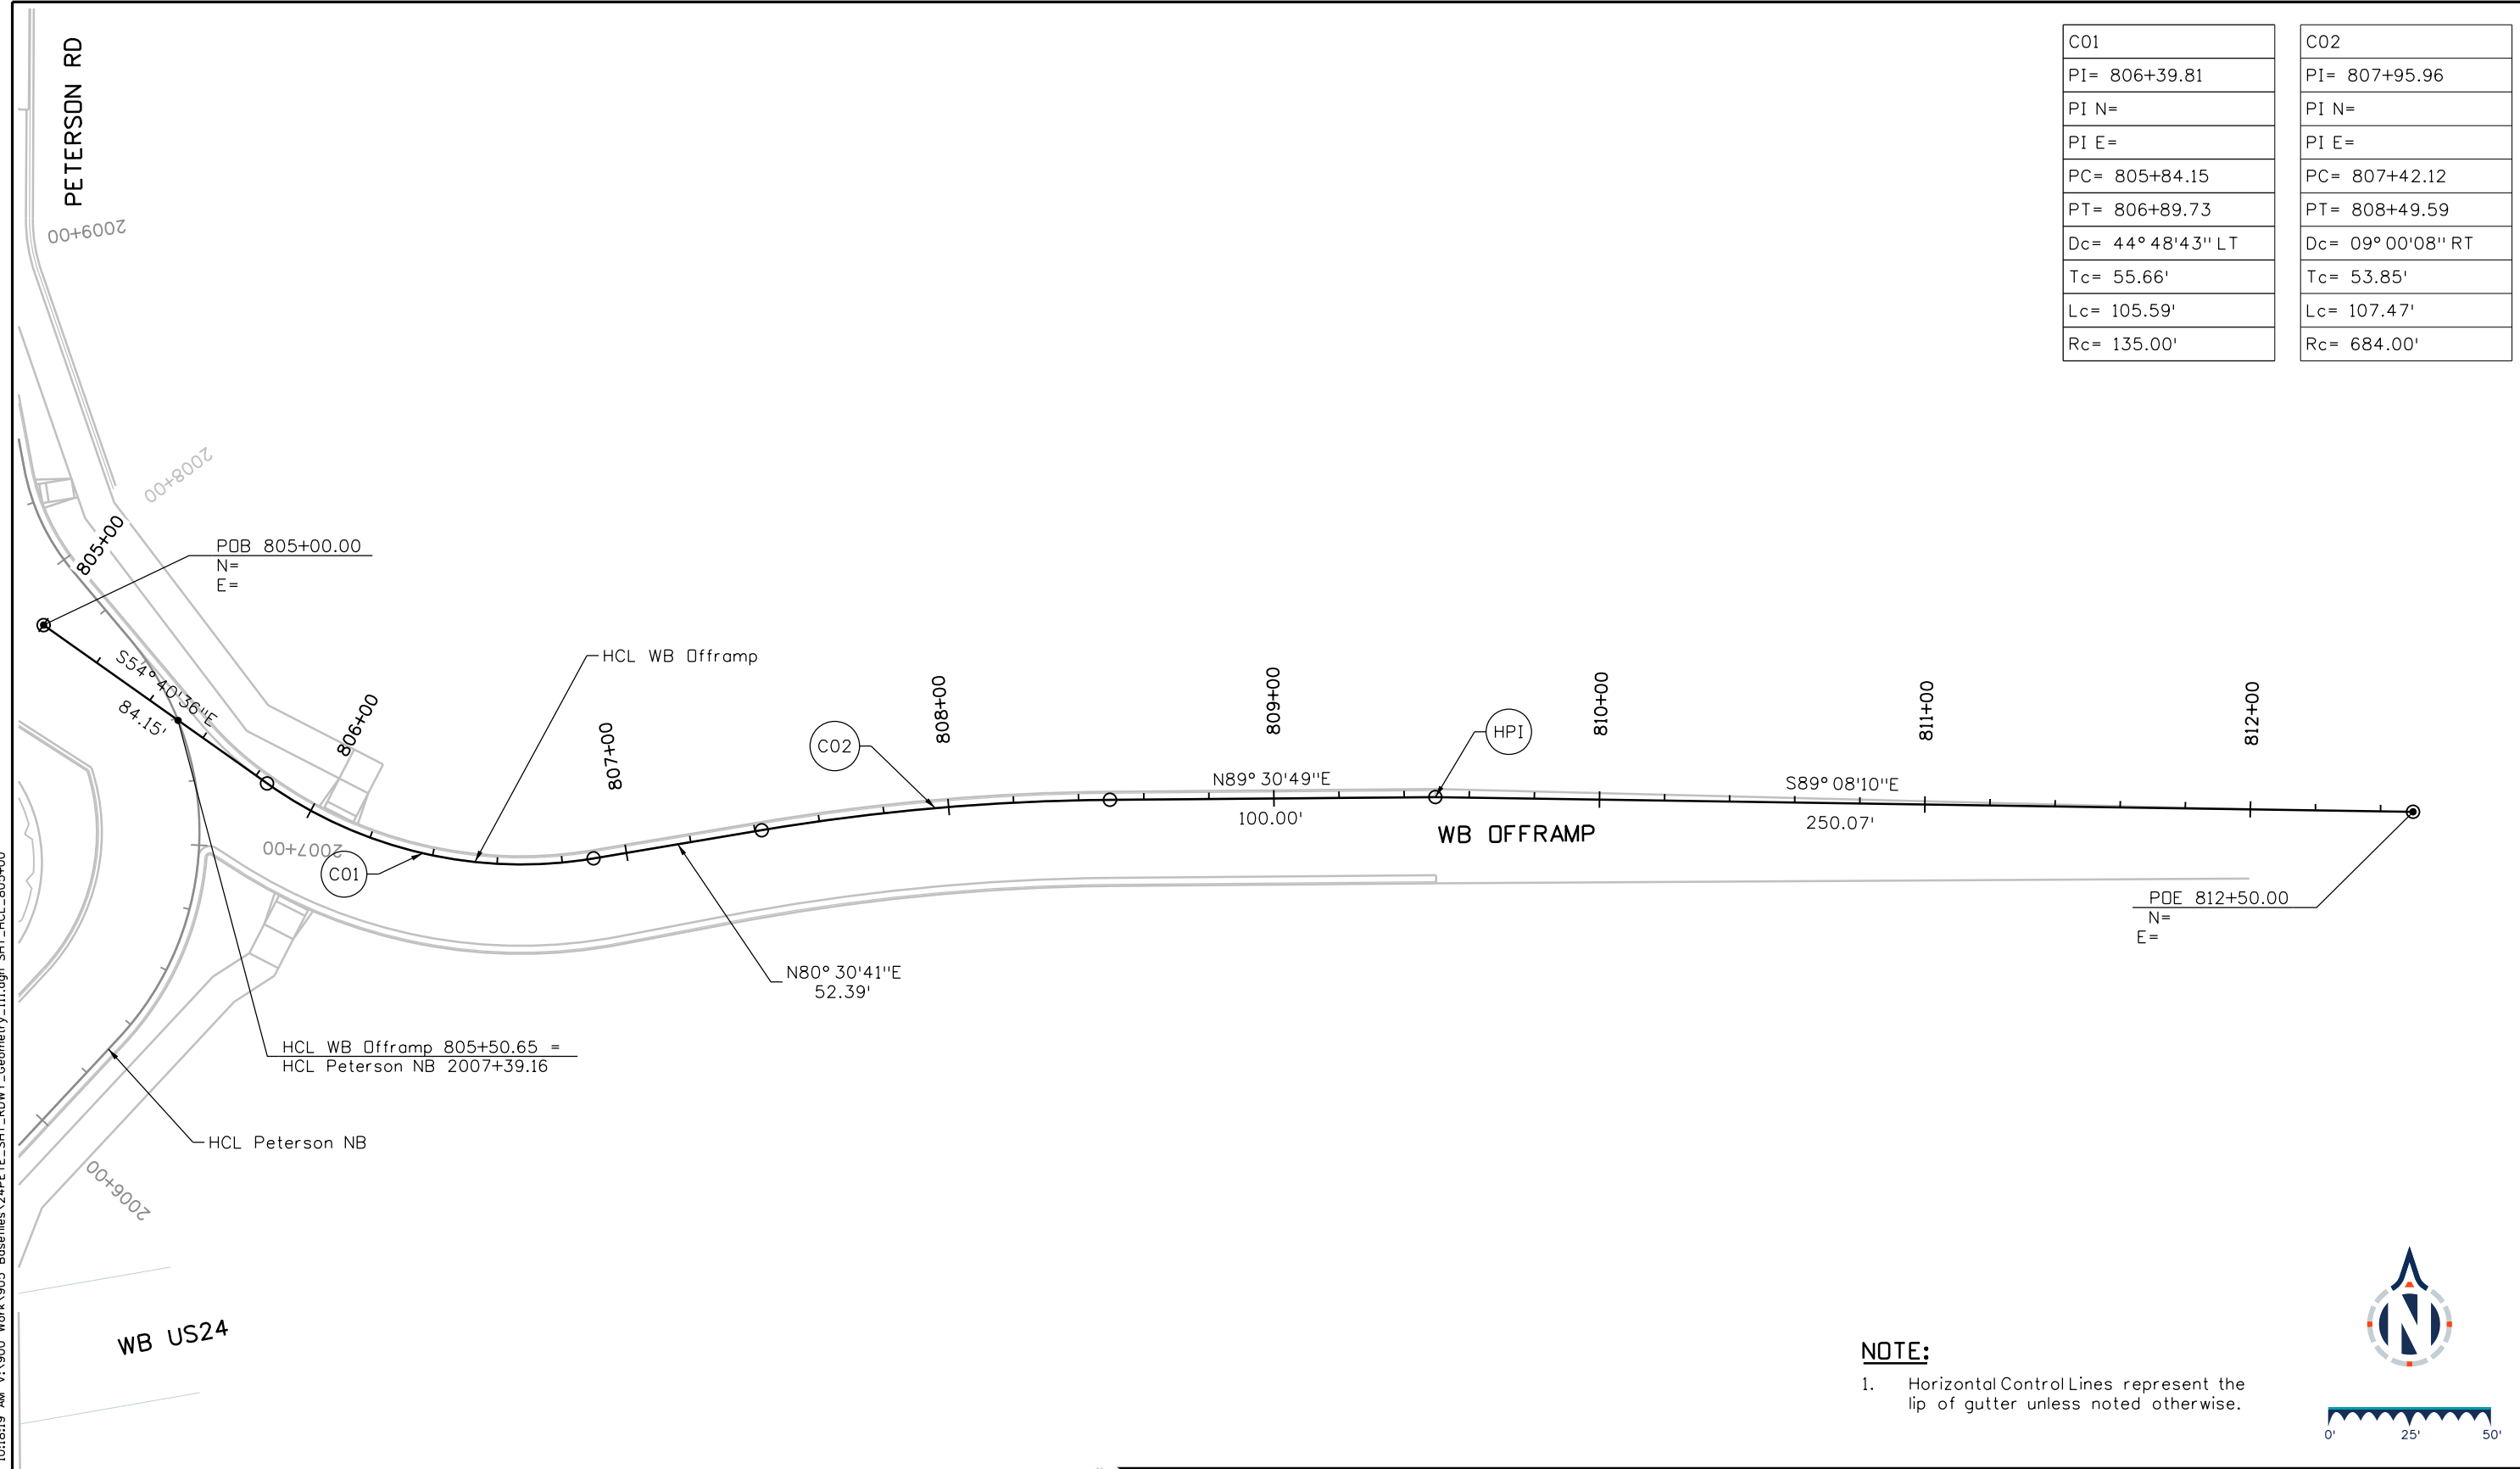 PETERSON RD
2009+00
2008+00
805+00
POB 805+00.00
N=
E=
S54°40'36"E
84.15'
806+00
HCL WB Offramp
807+00
C01
2007+00
C02
808+00
809+00
N89°30'49"E
100.00'
HPI
WB OFFRAMP
810+00
S89°08'10"E
250.07'
811+00
812+00
POE 812+50.00
N=
E=
N80°30'41"E
52.39'
HCL WB Offramp 805+50.65 =
HCL Peterson NB 2007+39.16
HCL Peterson NB
2006+00
WB US24
C01
PI= 806+39.81
PI N=
PI E=
PC= 805+84.15
PT= 806+89.73
Dc= 44°48'43" LT
Tc= 55.66'
Lc= 105.59'
Rc= 135.00'
C02
PI= 807+95.96
PI N=
PI E=
PC= 807+42.12
PT= 808+49.59
Dc= 09°00'08" RT
Tc= 53.85'
Lc= 107.47'
Rc= 684.00'
NOTE:
1. Horizontal Control Lines represent the
lip of gutter unless noted otherwise.
N
0' 25' 50'